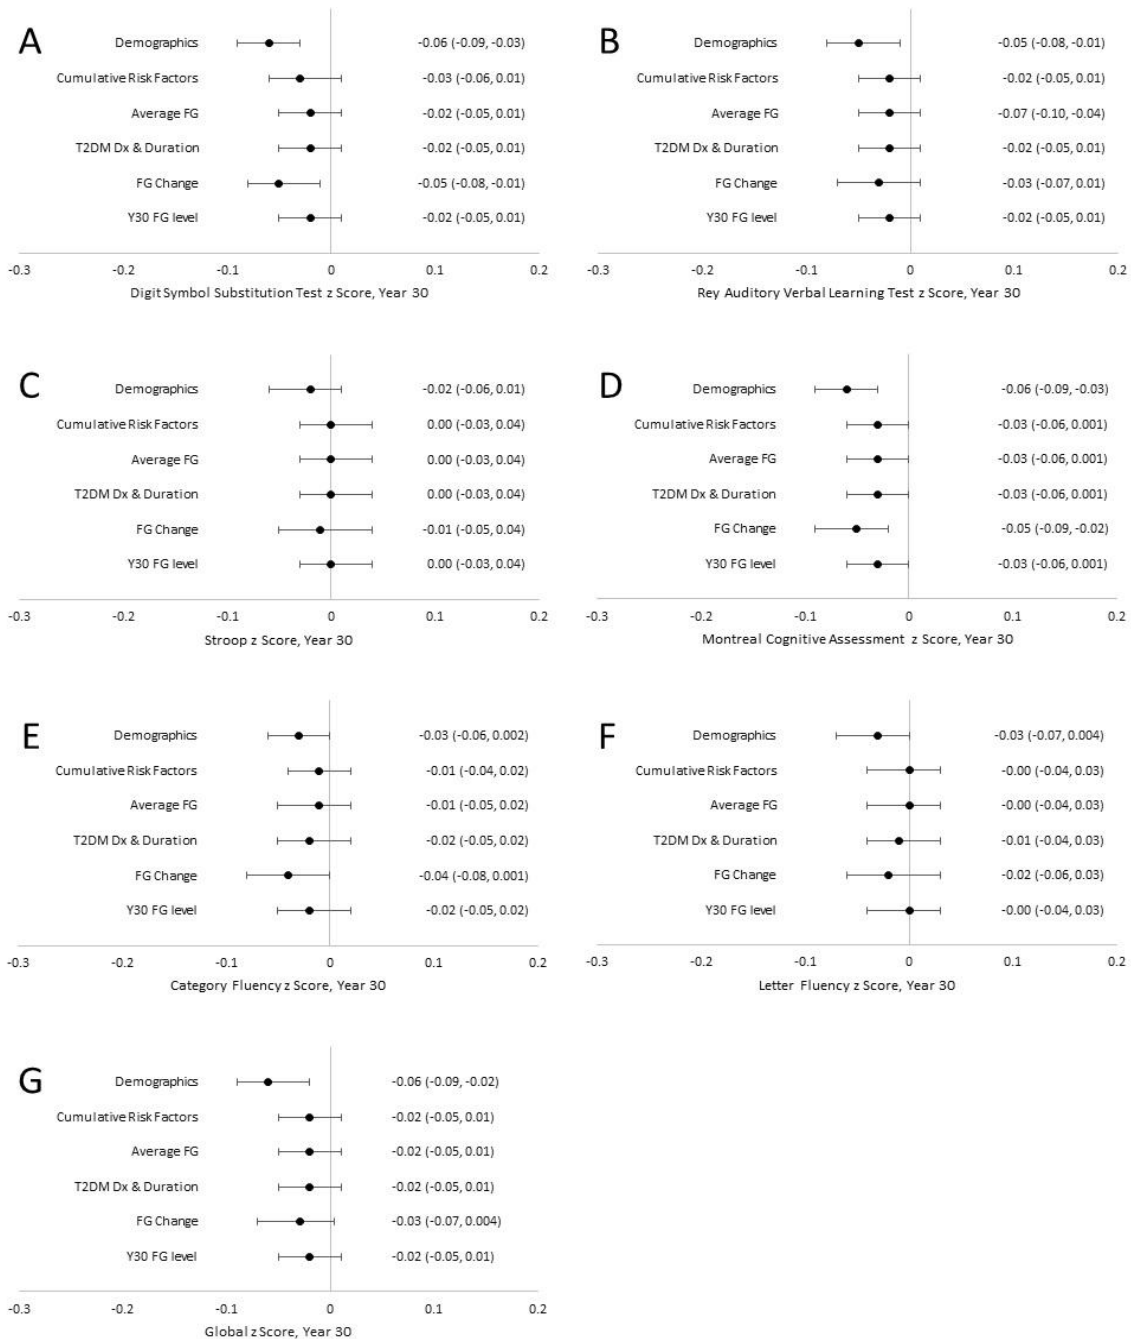 A
Demographics -0.06 (-0.09, -0.03)
Cumulative Risk Factors -0.03 (-0.06, 0.01)
Average FG -0.02 (-0.05, 0.01)
T2DM Dx & Duration -0.02 (-0.05, 0.01)
FG Change -0.05 (-0.08, -0.01)
Y30 FG level -0.02 (-0.05, 0.01)
-0.3 -0.2 -0.1 0 0.1 0.2
Digit Symbol Substitution Test z Score, Year 30
B
Demographics -0.05 (-0.08, -0.01)
Cumulative Risk Factors -0.02 (-0.05, 0.01)
Average FG -0.07 (-0.10, -0.04)
T2DM Dx & Duration -0.02 (-0.05, 0.01)
FG Change -0.03 (-0.07, 0.01)
Y30 FG level -0.02 (-0.05, 0.01)
-0.3 -0.2 -0.1 0 0.1 0.2
Rey Auditory Verbal Learning Test z Score, Year 30
C
Demographics -0.02 (-0.06, 0.01)
Cumulative Risk Factors 0.00 (-0.03, 0.04)
Average FG 0.00 (-0.03, 0.04)
T2DM Dx & Duration 0.00 (-0.03, 0.04)
FG Change -0.01 (-0.05, 0.04)
Y30 FG level 0.00 (-0.03, 0.04)
-0.3 -0.2 -0.1 0 0.1 0.2
Stroop z Score, Year 30
D
Demographics -0.06 (-0.09, -0.03)
Cumulative Risk Factors -0.03 (-0.06, 0.001)
Average FG -0.03 (-0.06, 0.001)
T2DM Dx & Duration -0.03 (-0.06, 0.001)
FG Change -0.05 (-0.09, -0.02)
Y30 FG level -0.03 (-0.06, 0.001)
-0.3 -0.2 -0.1 0 0.1 0.2
Montreal Cognitive Assessment z Score, Year 30
E
Demographics -0.03 (-0.06, 0.002)
Cumulative Risk Factors -0.01 (-0.04, 0.02)
Average FG -0.01 (-0.05, 0.02)
T2DM Dx & Duration -0.02 (-0.05, 0.02)
FG Change -0.04 (-0.08, 0.001)
Y30 FG level -0.02 (-0.05, 0.02)
-0.3 -0.2 -0.1 0 0.1 0.2
Category Fluency z Score, Year 30
F
Demographics -0.03 (-0.07, 0.004)
Cumulative Risk Factors -0.00 (-0.04, 0.03)
Average FG -0.00 (-0.04, 0.03)
T2DM Dx & Duration -0.01 (-0.04, 0.03)
FG Change -0.02 (-0.06, 0.03)
Y30 FG level -0.00 (-0.04, 0.03)
-0.3 -0.2 -0.1 0 0.1 0.2
Letter Fluency z Score, Year 30
G
Demographics -0.06 (-0.09, -0.02)
Cumulative Risk Factors -0.02 (-0.05, 0.01)
Average FG -0.02 (-0.05, 0.01)
T2DM Dx & Duration -0.02 (-0.05, 0.01)
FG Change -0.03 (-0.07, 0.004)
Y30 FG level -0.02 (-0.05, 0.01)
-0.3 -0.2 -0.1 0 0.1 0.2
Global z Score, Year 30